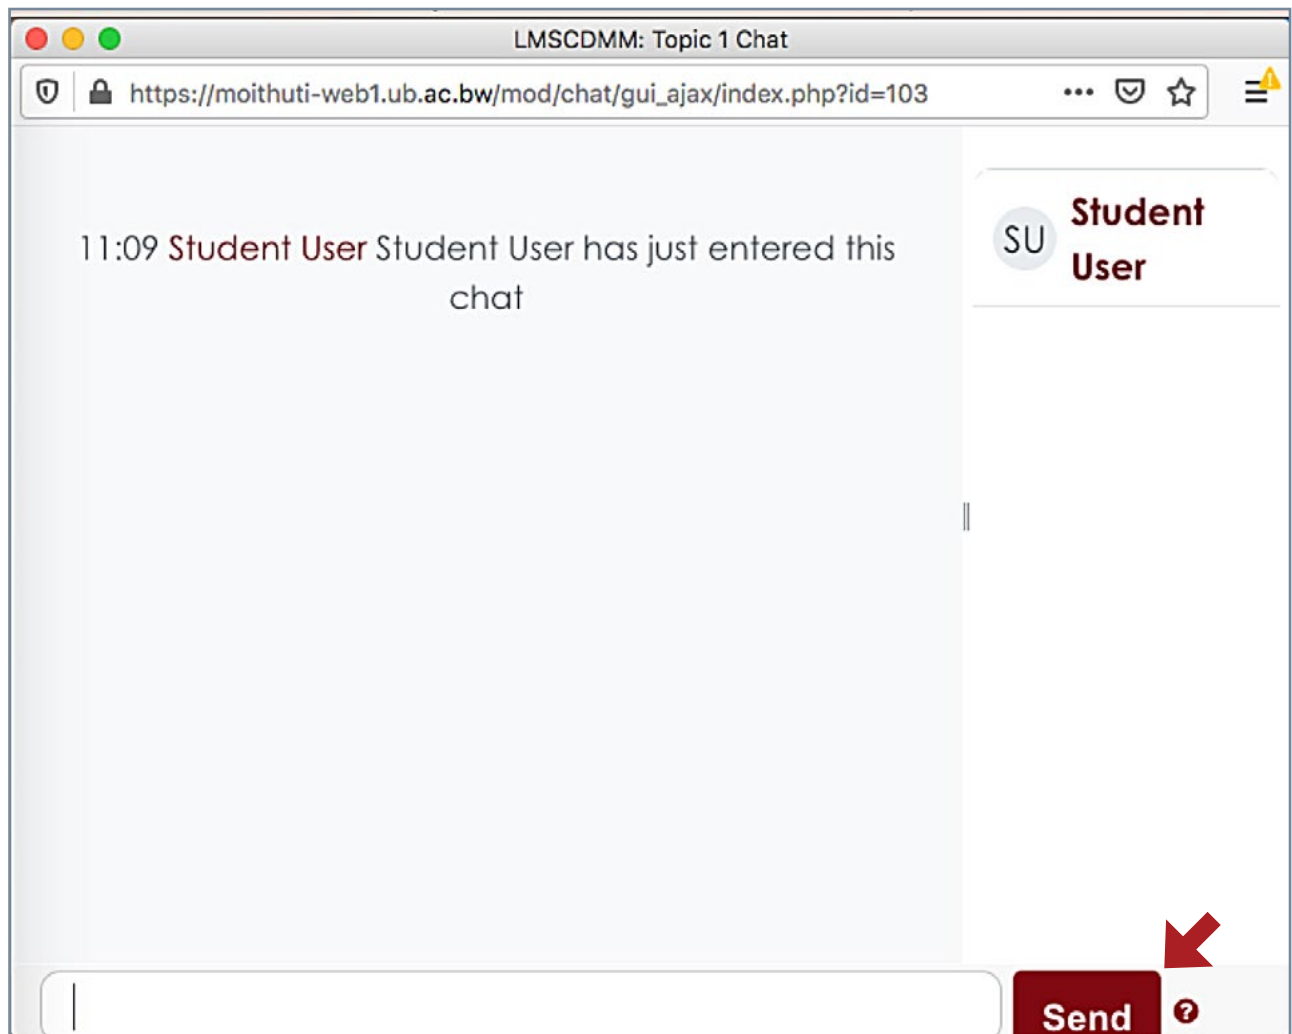 LMSCDMM: Topic 1 Chat
https://moithuti-web1.ub.ac.bw/mod/chat/gui_ajax/index.php?id=103
11:09 Student User Student User has just entered this
chat
SU
Student
User
Send
?